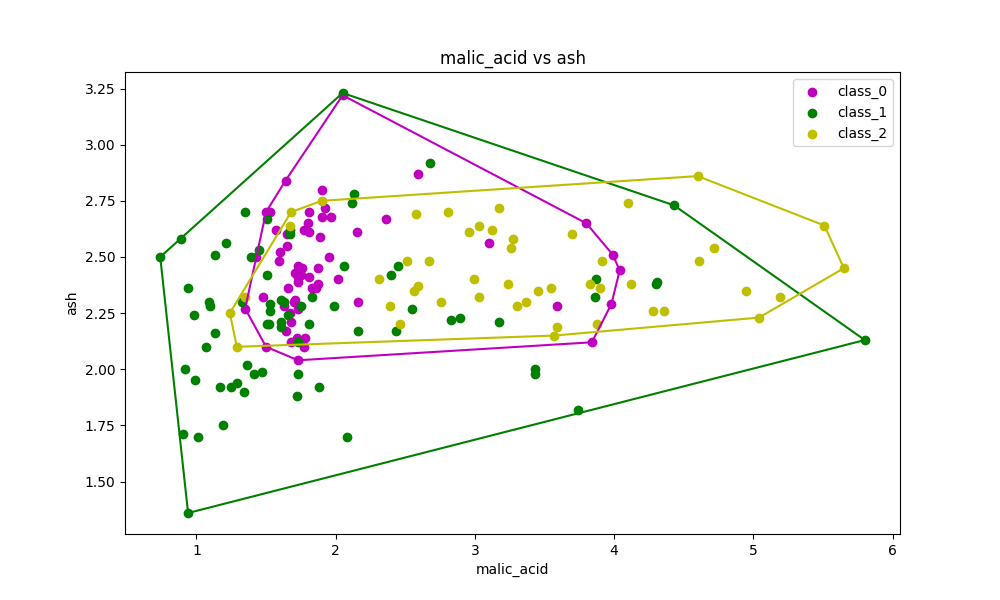 malic_acid vs ash
class_0
class_1
class_2
3.25
3.00
2.75
2.50
2.25
2.00
1.75
1.50
ash
1 2 3 4 5 6
malic_acid